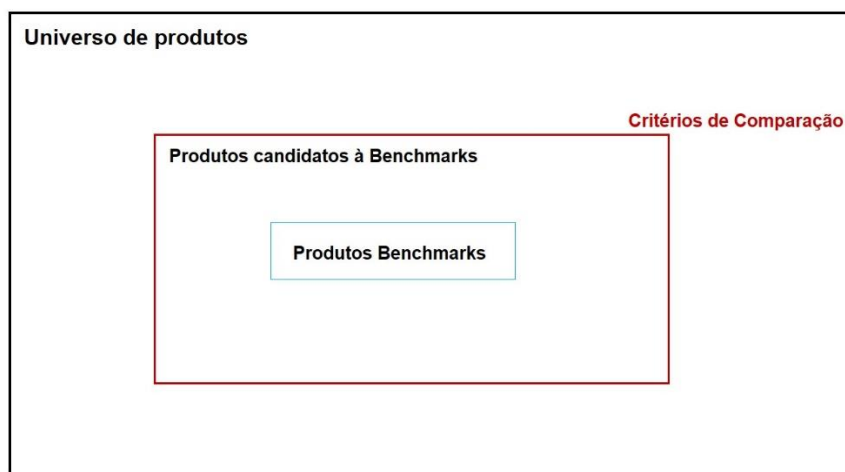 Universo de produtos
Critérios de Comparação
Produtos candidatos à Benchmarks
Produtos Benchmarks